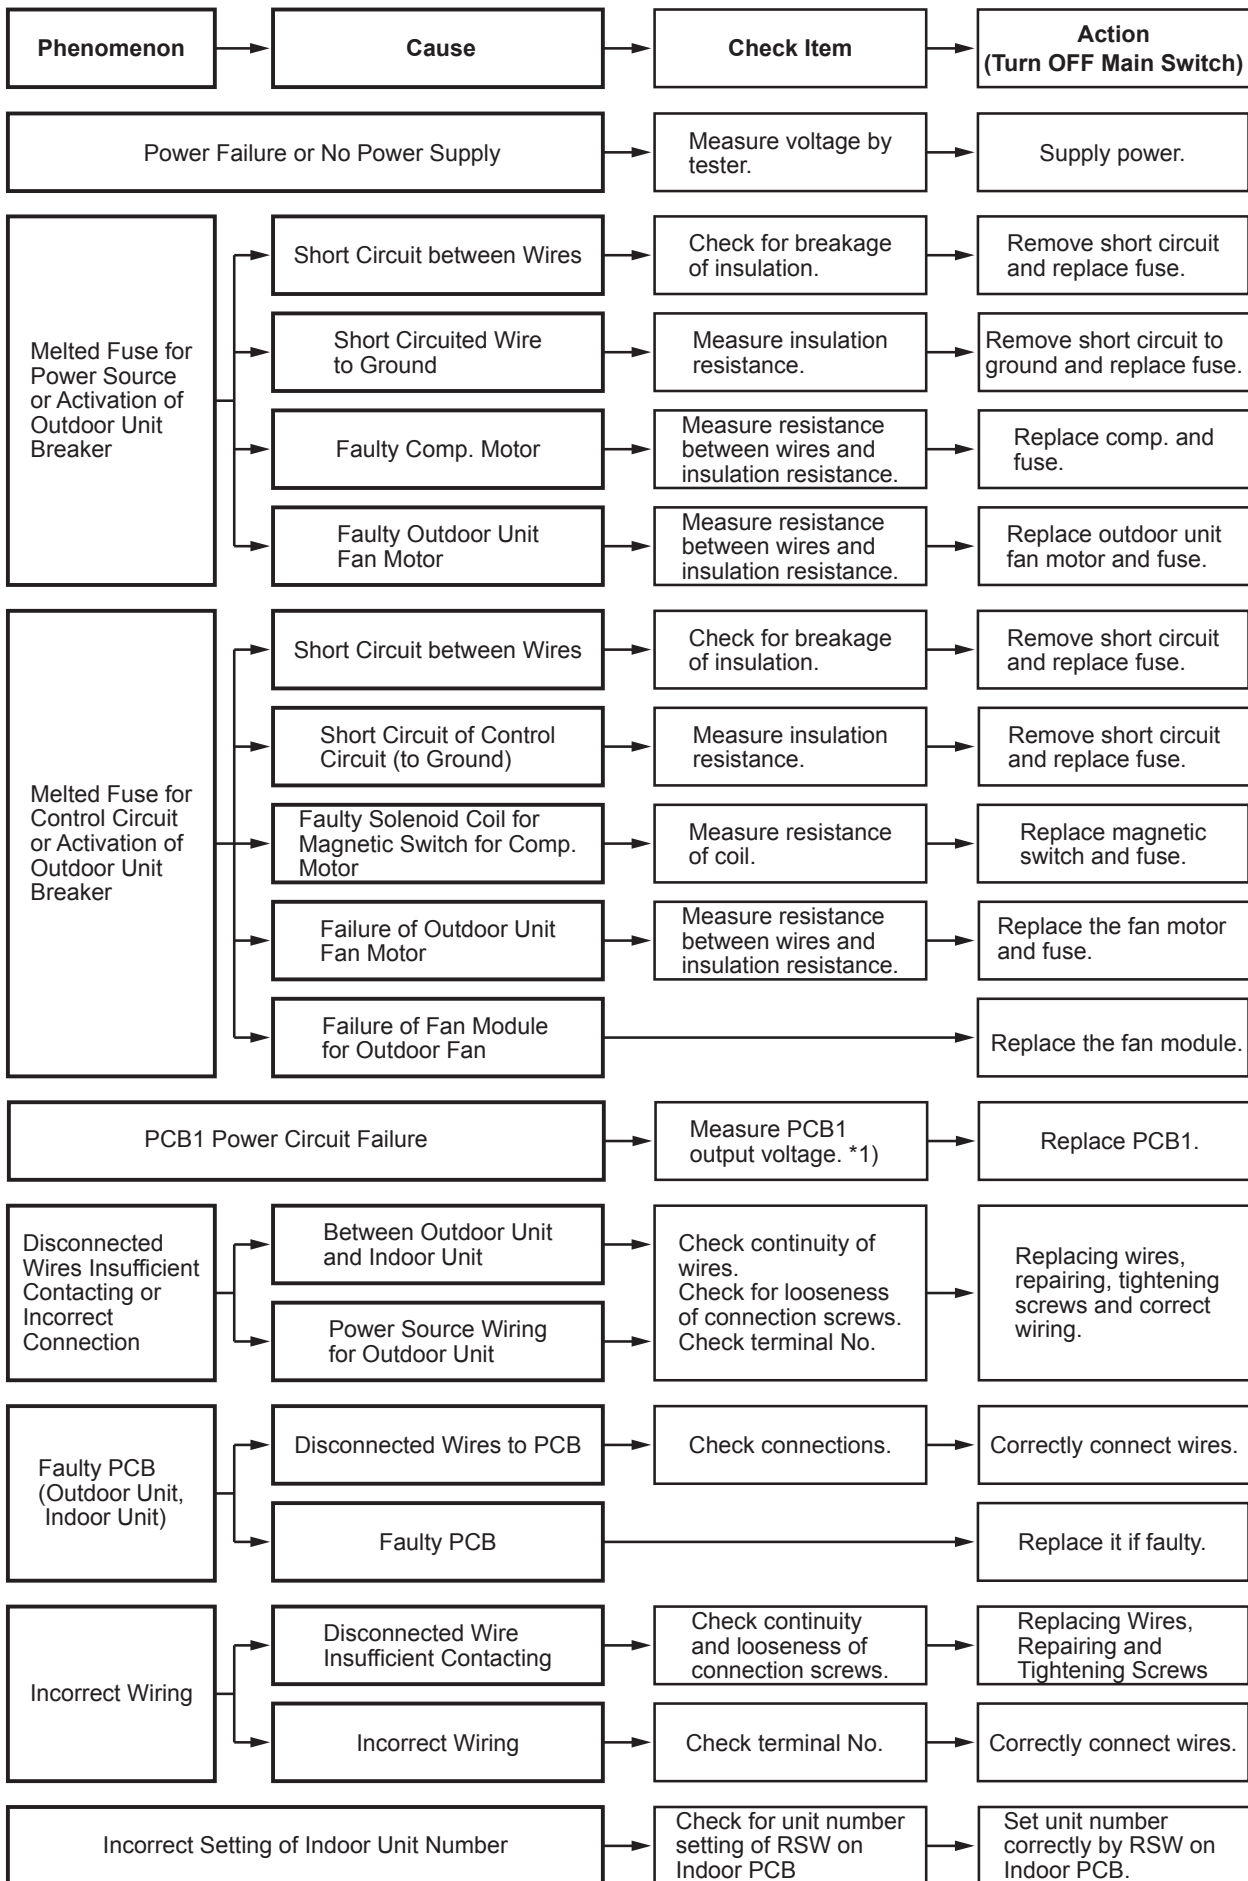 Phenomenon
Cause
Check Item
Action
(Turn OFF Main Switch)
Power Failure or No Power Supply
Measure voltage by
tester.
Supply power.
Melted Fuse for
Power Source
or Activation of
Outdoor Unit
Breaker
Short Circuit between Wires
Check for breakage
of insulation.
Remove short circuit
and replace fuse.
Short Circuited Wire
to Ground
Measure insulation
resistance.
Remove short circuit to
ground and replace fuse.
Faulty Comp. Motor
Measure resistance
between wires and
insulation resistance.
Replace comp. and
fuse.
Faulty Outdoor Unit
Fan Motor
Measure resistance
between wires and
insulation resistance.
Replace outdoor unit
fan motor and fuse.
Melted Fuse for
Control Circuit
or Activation of
Outdoor Unit
Breaker
Short Circuit between Wires
Check for breakage
of insulation.
Remove short circuit
and replace fuse.
Short Circuit of Control
Circuit (to Ground)
Measure insulation
resistance.
Remove short circuit
and replace fuse.
Faulty Solenoid Coil for
Magnetic Switch for Comp.
Motor
Measure resistance
of coil.
Replace magnetic
switch and fuse.
Failure of Outdoor Unit
Fan Motor
Measure resistance
between wires and
insulation resistance.
Replace the fan motor
and fuse.
Failure of Fan Module
for Outdoor Fan
Replace the fan module.
PCB1 Power Circuit Failure
Measure PCB1
output voltage. *1)
Replace PCB1.
Disconnected
Wires Insufficient
Contacting or
Incorrect
Connection
Between Outdoor Unit
and Indoor Unit
Power Source Wiring
for Outdoor Unit
Check continuity of
wires.
Check for looseness
of connection screws.
Check terminal No.
Replacing wires,
repairing, tightening
screws and correct
wiring.
Faulty PCB
(Outdoor Unit,
Indoor Unit)
Disconnected Wires to PCB
Check connections.
Correctly connect wires.
Faulty PCB
Replace it if faulty.
Incorrect Wiring
Disconnected Wire
Insufficient Contacting
Check continuity
and looseness of
connection screws.
Replacing Wires,
Repairing and
Tightening Screws
Incorrect Wiring
Check terminal No.
Correctly connect wires.
Incorrect Setting of Indoor Unit Number
Check for unit number
setting of RSW on
Indoor PCB
Set unit number
correctly by RSW on
Indoor PCB.